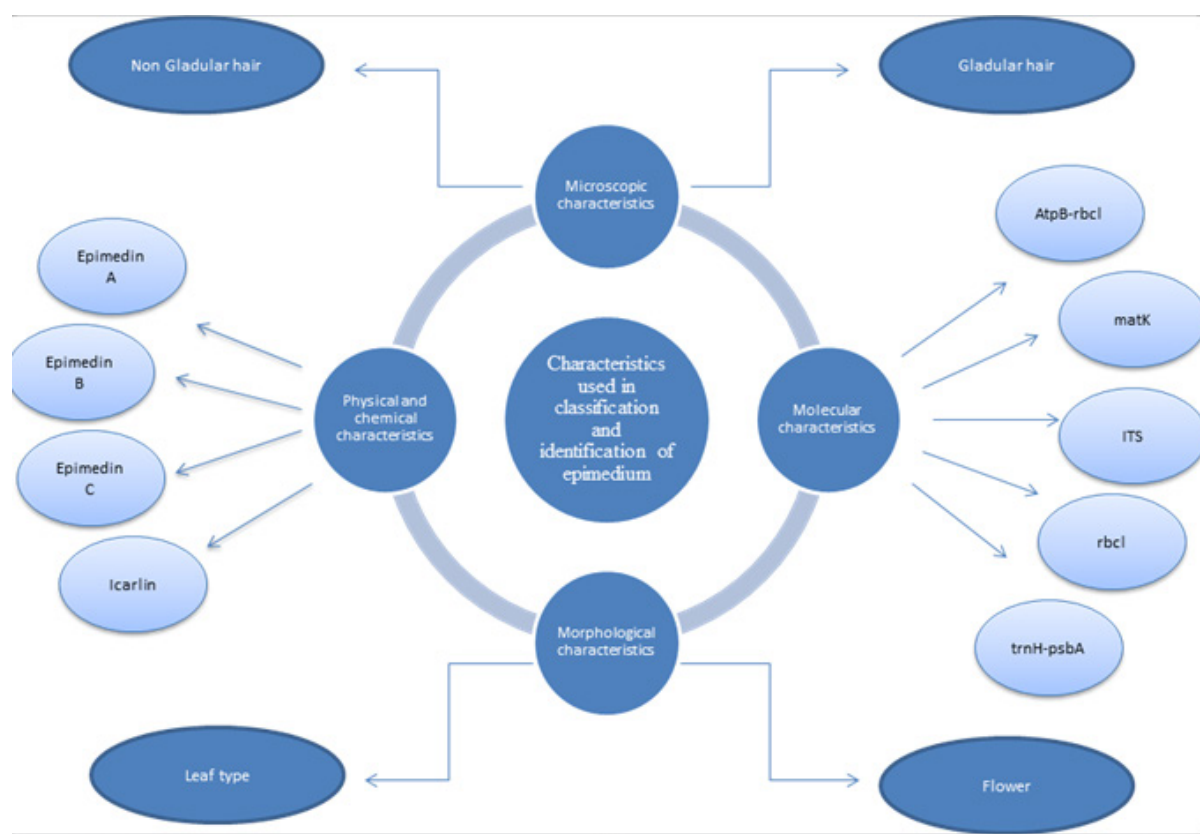 Non Gladular hair
Gladular hair
Microscopic
characteristics
AtpB-rbcl
Epimedin
A
matK
Epimedin
B
Characteristics
used in
classification
and
identification of
epimedium
Physical and
chemical
characteristics
Molecular
characteristics
ITS
Epimedin
C
rbcl
Icarlin
Morphological
characteristics
trnH-psbA
Leaf type
Flower